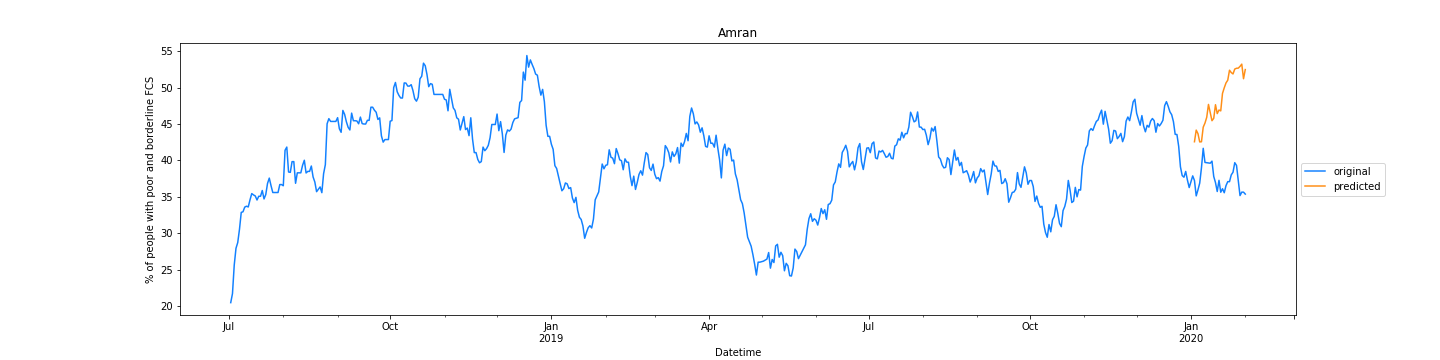 Amran
% of people with poor and borderline FCS
55
50
45
40
35
30
25
20
Jul
Oct
Jan
2019
Apr
Jul
Oct
Jan
2020
Datetime
original
predicted